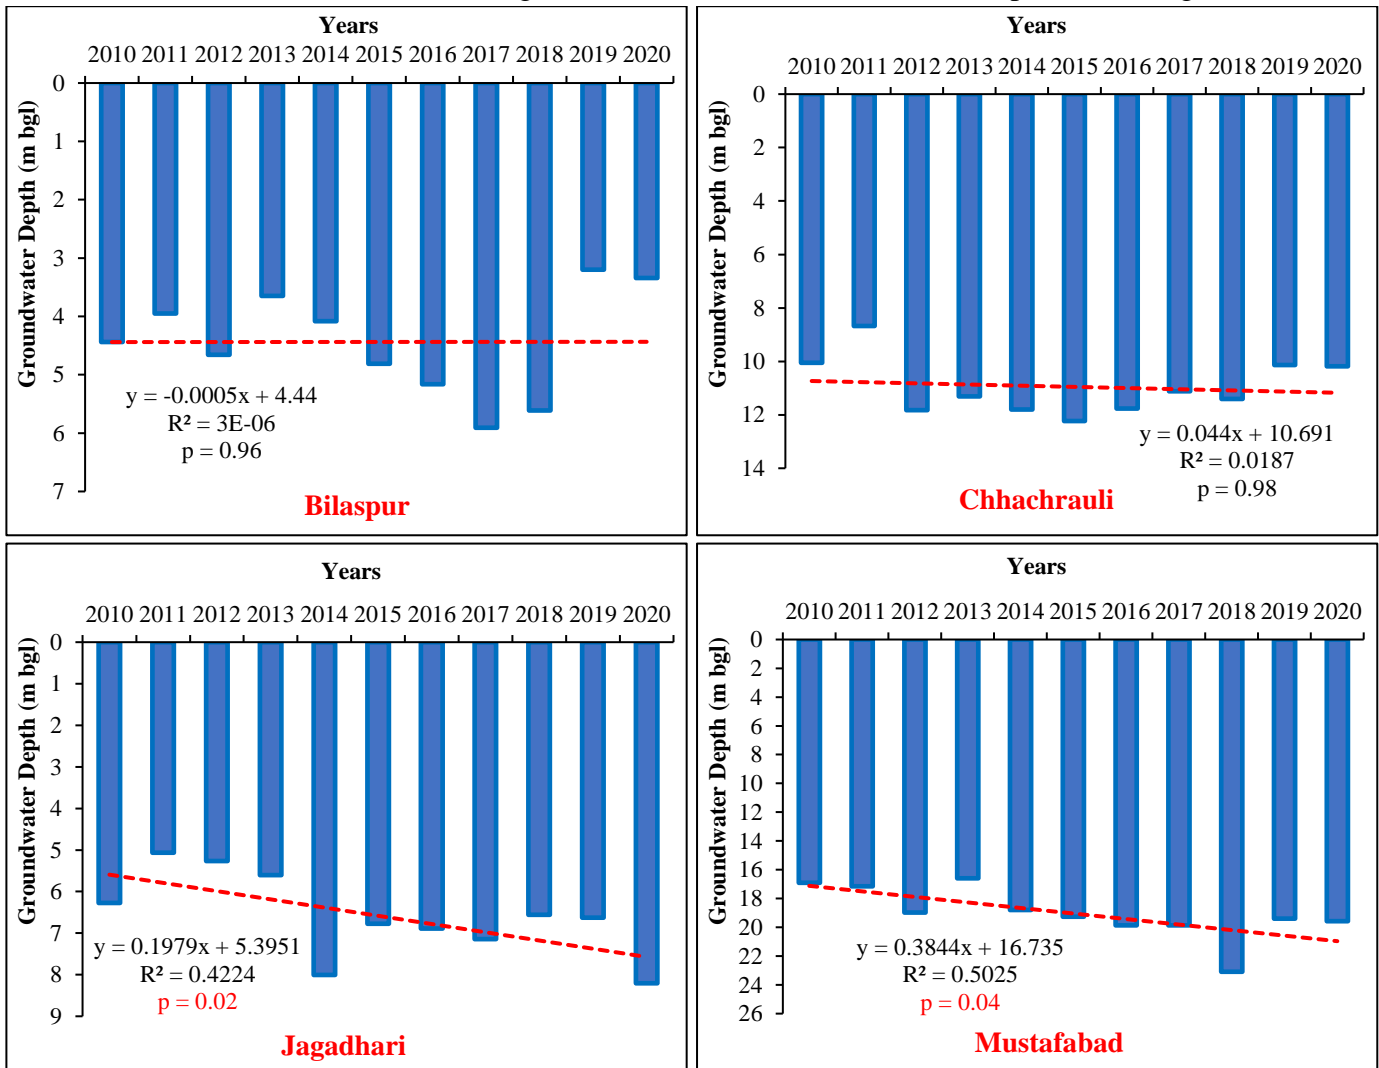 Years
2010 2011 2012 2013 2014 2015 2016 2017 2018 2019 2020
Groundwater Depth (m bgl)
0
1
2
3
4
5
6
7
y = -0.0005x + 4.44
R² = 3E-06
p = 0.96
Bilaspur
Years
2010 2011 2012 2013 2014 2015 2016 2017 2018 2019 2020
Groundwater Depth (m bgl)
0
2
4
6
8
10
12
14
y = 0.044x + 10.691
R² = 0.0187
p = 0.98
Chhachrauli
Years
2010 2011 2012 2013 2014 2015 2016 2017 2018 2019 2020
Groundwater Depth (m bgl)
0
1
2
3
4
5
6
7
8
9
y = 0.1979x + 5.3951
R² = 0.4224
p = 0.02
Jagadhari
Years
2010 2011 2012 2013 2014 2015 2016 2017 2018 2019 2020
Groundwater Depth (m bgl)
0
2
4
6
8
10
12
14
16
18
20
22
24
26
y = 0.3844x + 16.735
R² = 0.5025
p = 0.04
Mustafabad